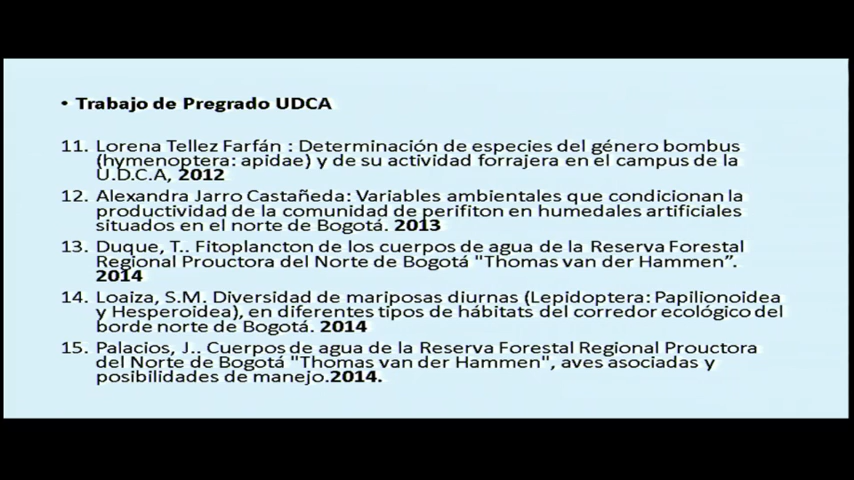 • Trabajo de Pregrado UDCA
11. Lorena Tellez Farfán : Determinación de especies del género bombus
(hymenoptera: apidae) y de su actividad forrajera en el campus de la
U.D.C.A, 2012
12. Alexandra Jarro Castañeda: Variables ambientales que condicionan la
productividad de la comunidad de perifiton en humedales artificiales
situados en el norte de Bogotá. 2013
13. Duque, T.. Fitoplancton de los cuerpos de agua de la Reserva Forestal
Regional Prouctora del Norte de Bogotá "Thomas van der Hammen”.
2014
14. Loaiza, S.M. Diversidad de mariposas diurnas (Lepidoptera: Papilionoidea
y Hesperoidea), en diferentes tipos de hábitats del corredor ecológico del
borde norte de Bogotá. 2014
15. Palacios, J.. Cuerpos de agua de la Reserva Forestal Regional Prouctora
del Norte de Bogotá "Thomas van der Hammen", aves asociadas y
posibilidades de manejo.2014.